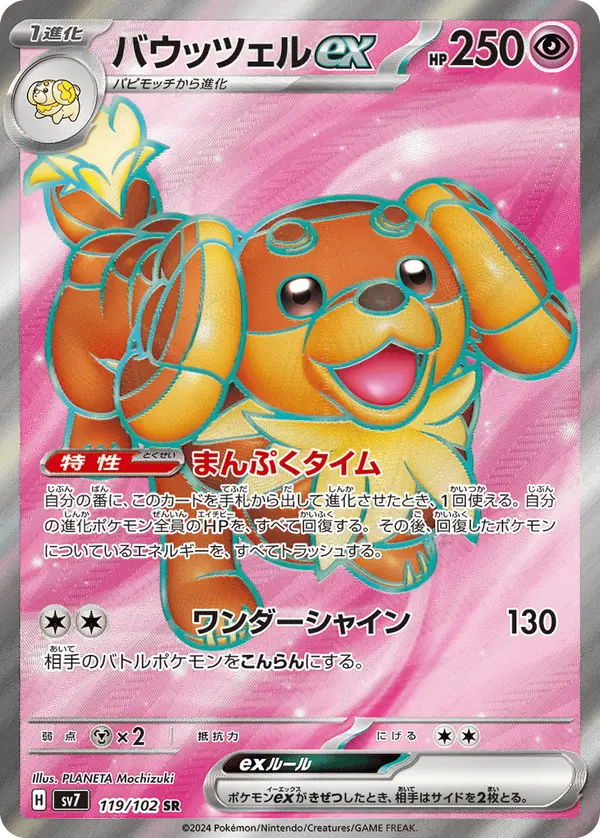 1進化
バウッツェルex
HP250
パピモッチから進化
特性
とくせい
まんぷくタイム
自分の番に、このカードを手札から出して進化させたとき、1回使える。自分
の進化ポケモン全員のHPを、すべて回復する。その後、回復したポケモン
についているエネルギーを、すべてトラッシュする。
ワンダーシャイン 130
相手のバトルポケモンをこんらんにする。
弱点 ×2 抵抗力 にげる
exルール
ポケモンexがきぜつしたとき、相手はサイドを2枚とる。
Illus. PLANETA Mochizuki
H sv7 119/102 SR
©2024 Pokémon/Nintendo/Creatures/GAME FREAK.